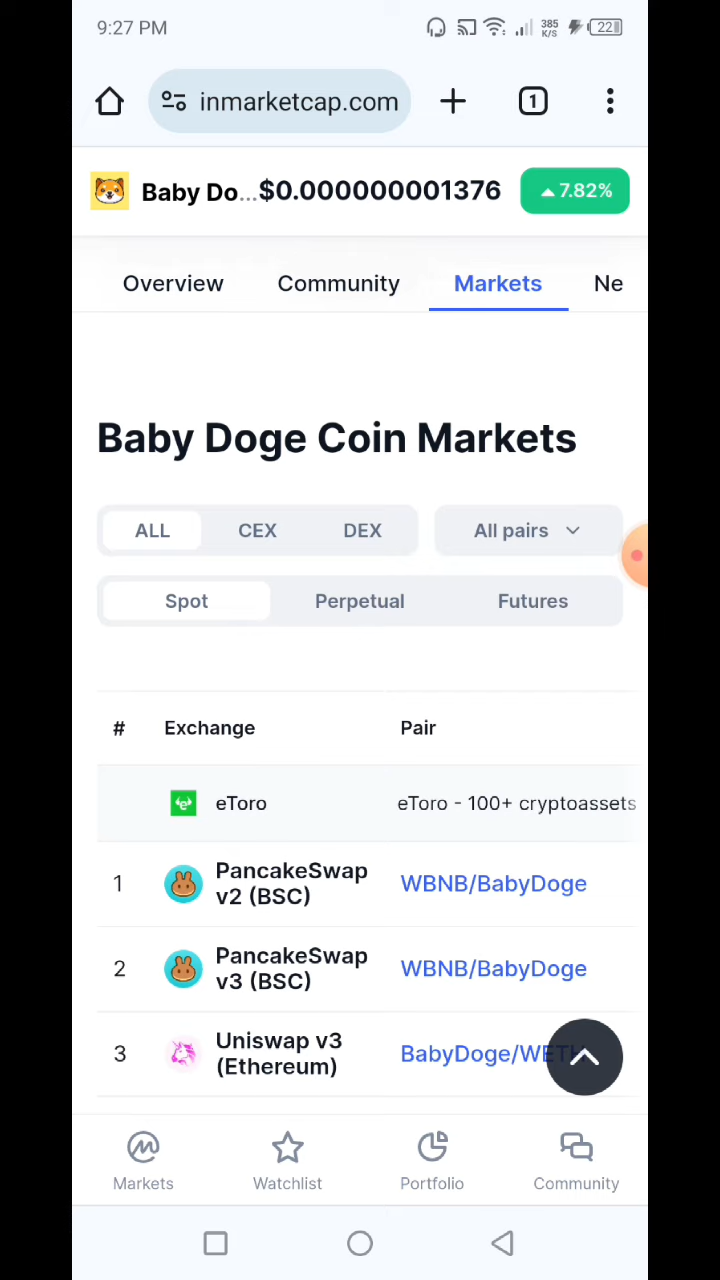 9:27 PM
385
K/S
22
inmarketcap.com
1
Baby Do...$0.000000001376
7.82%
Overview Community Markets Ne
Baby Doge Coin Markets
ALL CEX DEX All pairs
Spot Perpetual Futures
# Exchange Pair
eToro eToro - 100+ cryptoassets
1 PancakeSwap v2 (BSC) WBNB/BabyDoge
2 PancakeSwap v3 (BSC) WBNB/BabyDoge
3 Uniswap v3 (Ethereum) BabyDoge/WETH
Markets Watchlist Portfolio Community